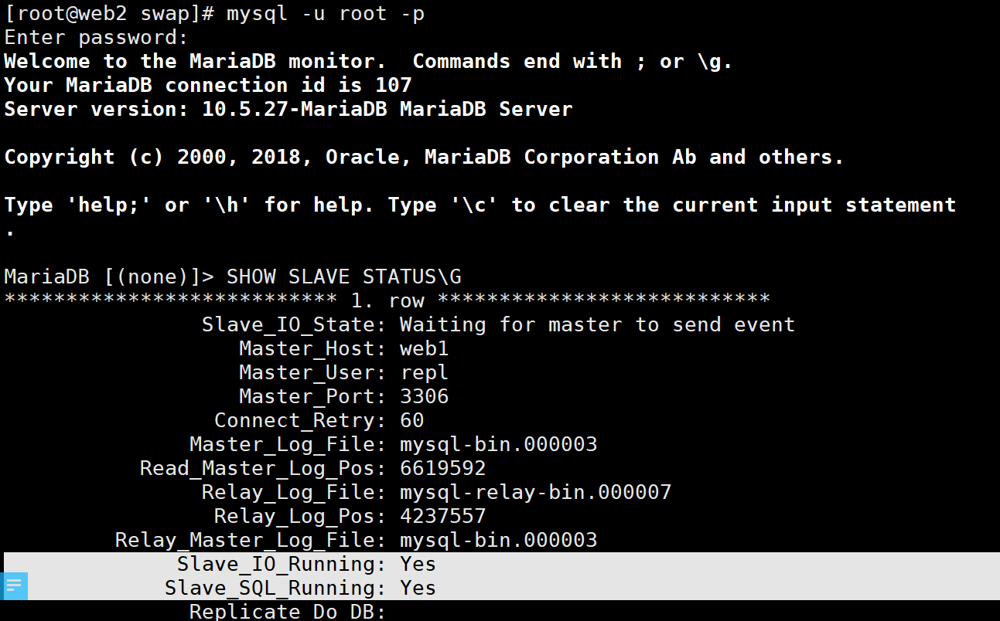 [root@web2 swap]# mysql -u root -p
Enter password:
Welcome to the MariaDB monitor.  Commands end with ; or \g.
Your MariaDB connection id is 107
Server version: 10.5.27-MariaDB MariaDB Server

Copyright (c) 2000, 2018, Oracle, MariaDB Corporation Ab and others.

Type 'help;' or '\h' for help. Type '\c' to clear the current input statement
.

MariaDB [(none)]> SHOW SLAVE STATUS\G
*************************** 1. row ***************************
                Slave_IO_State: Waiting for master to send event
                   Master_Host: web1
                   Master_User: repl
                   Master_Port: 3306
                 Connect_Retry: 60
               Master_Log_File: mysql-bin.000003
           Read_Master_Log_Pos: 6619592
                Relay_Log_File: mysql-relay-bin.000007
                 Relay_Log_Pos: 4237557
         Relay_Master_Log_File: mysql-bin.000003
              Slave_IO_Running: Yes
             Slave_SQL_Running: Yes
               Replicate_Do_DB: